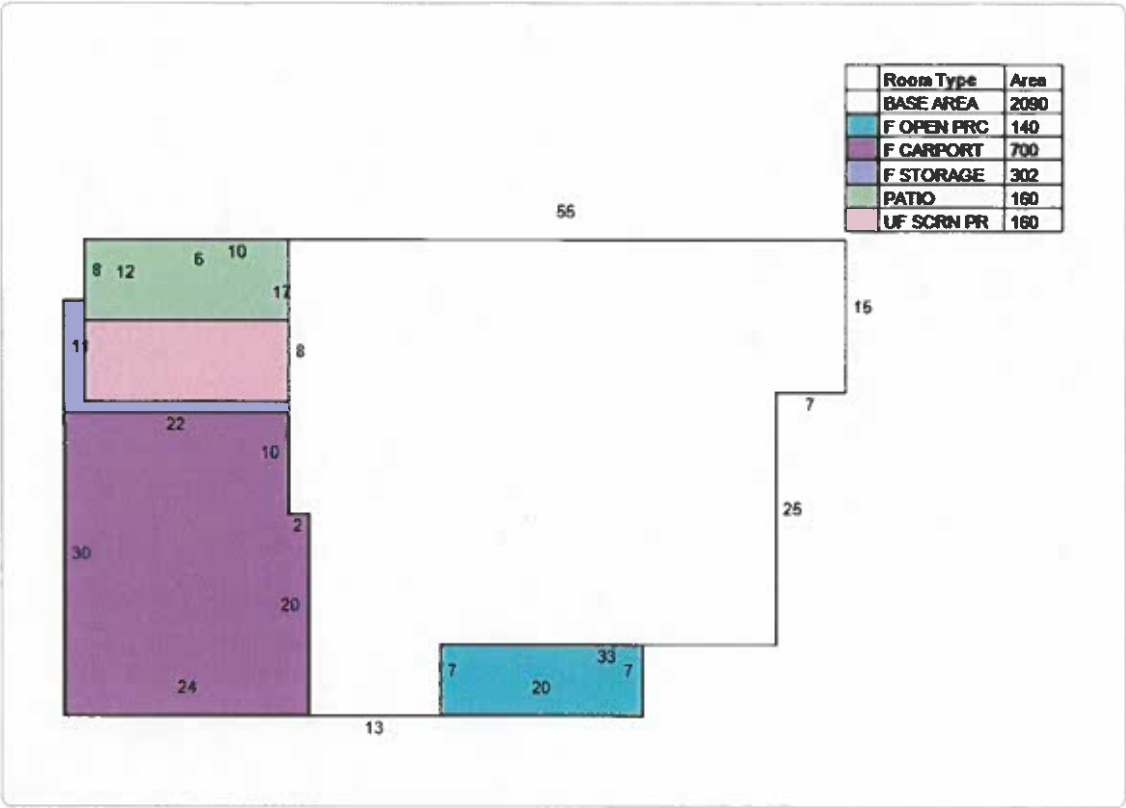 Room Type Area
BASE AREA 2090
F OPEN PRC 140
F CARPORT 700
F STORAGE 302
PATIO 160
UF SCRN PR 160
55
8 12 6 10
17
15
11
8
7
22
10
25
2
30
20
33
7 7
24
20
13